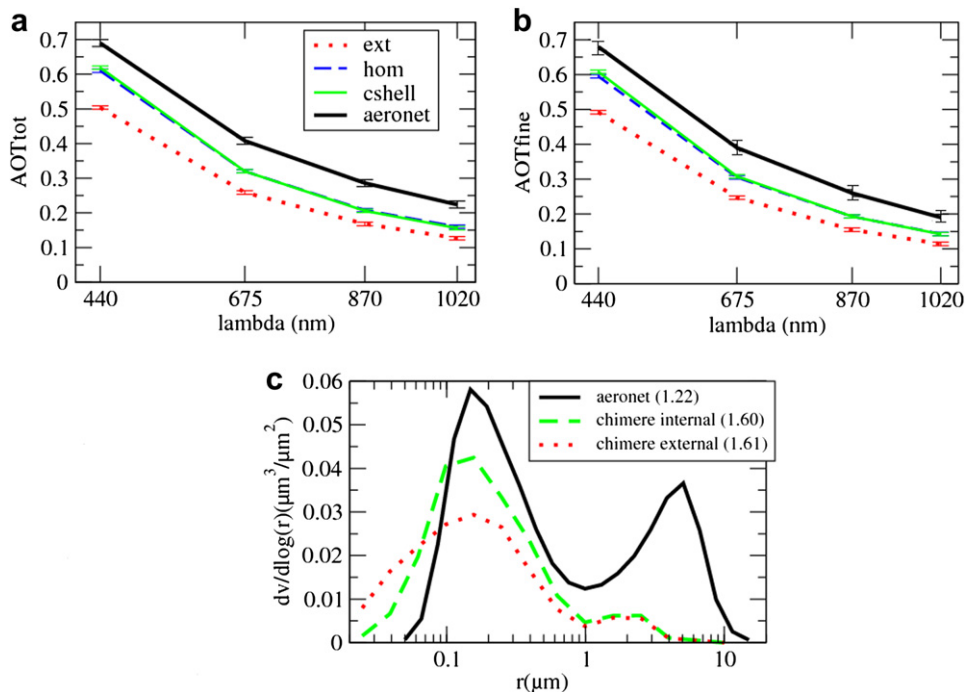 a
AOTtot
0.7
0.6
0.5
0.4
0.3
0.2
0.1
0
ext
hom
cshell
aeronet
440 675 870 1020
lambda (nm)
b
AOTfine
0.7
0.6
0.5
0.4
0.3
0.2
0.1
0
440 675 870 1020
lambda (nm)
c
dv/dlog(r)(μm³/μm²)
0.06
0.05
0.04
0.03
0.02
0.01
0
aeronet (1.22)
chimere internal (1.60)
chimere external (1.61)
0.1 1 10
r(μm)